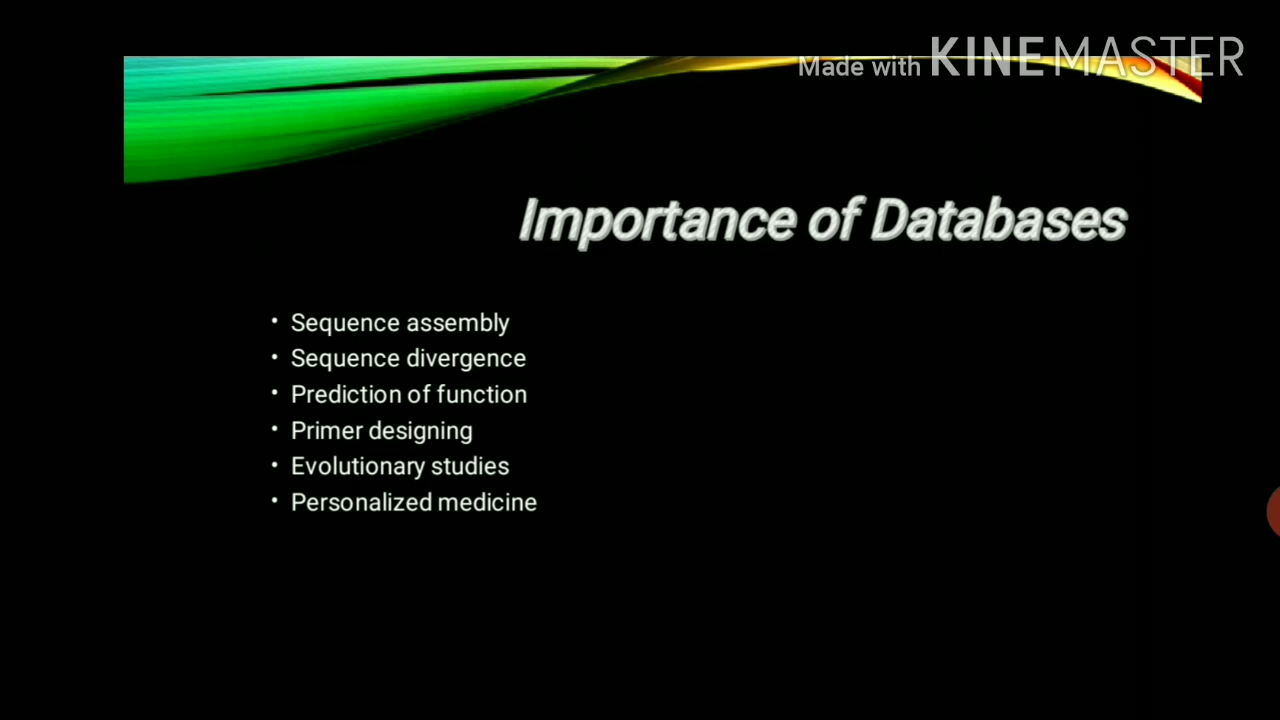 Made with KINEMASTER
Importance of Databases
• Sequence assembly
• Sequence divergence
• Prediction of function
• Primer designing
• Evolutionary studies
• Personalized medicine